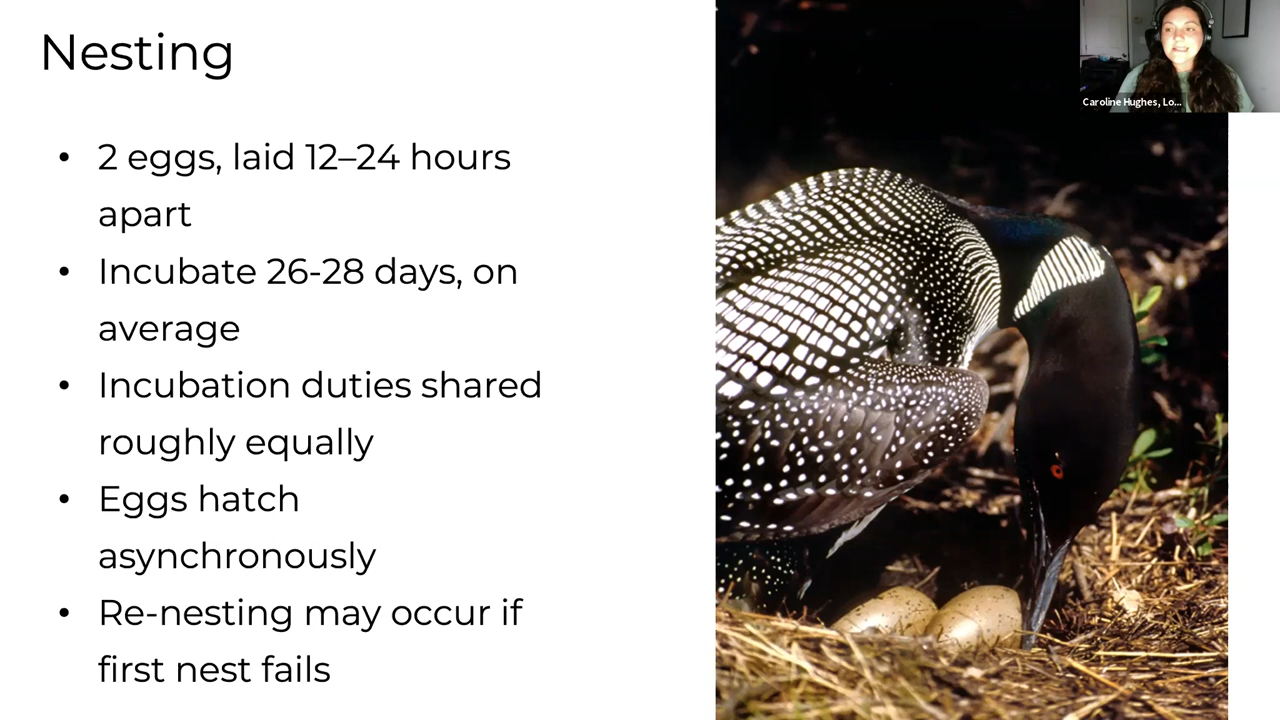 Nesting
• 2 eggs, laid 12–24 hours
apart
• Incubate 26-28 days, on
average
• Incubation duties shared
roughly equally
• Eggs hatch
asynchronously
• Re-nesting may occur if
first nest fails
Caroline Hughes, Lo...